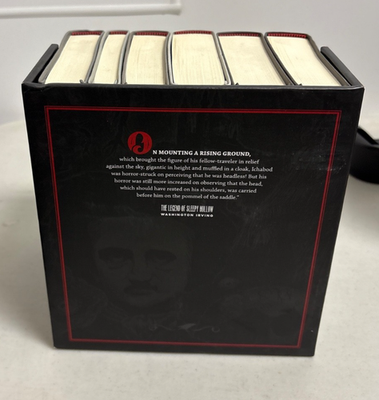 ON MOUNTING A RISING GROUND,
which brought the figure of his fellow-traveler in relief
against the sky, gigantic in height and muffled in a cloak, Ichabod
was horror-struck on perceiving that he was headless! But his
horror was still more increased on observing that the head,
which should have rested on his shoulders, was carried
before him on the pommel of the saddle."
THE LEGEND OF SLEEPY HOLLOW
WASHINGTON IRVING